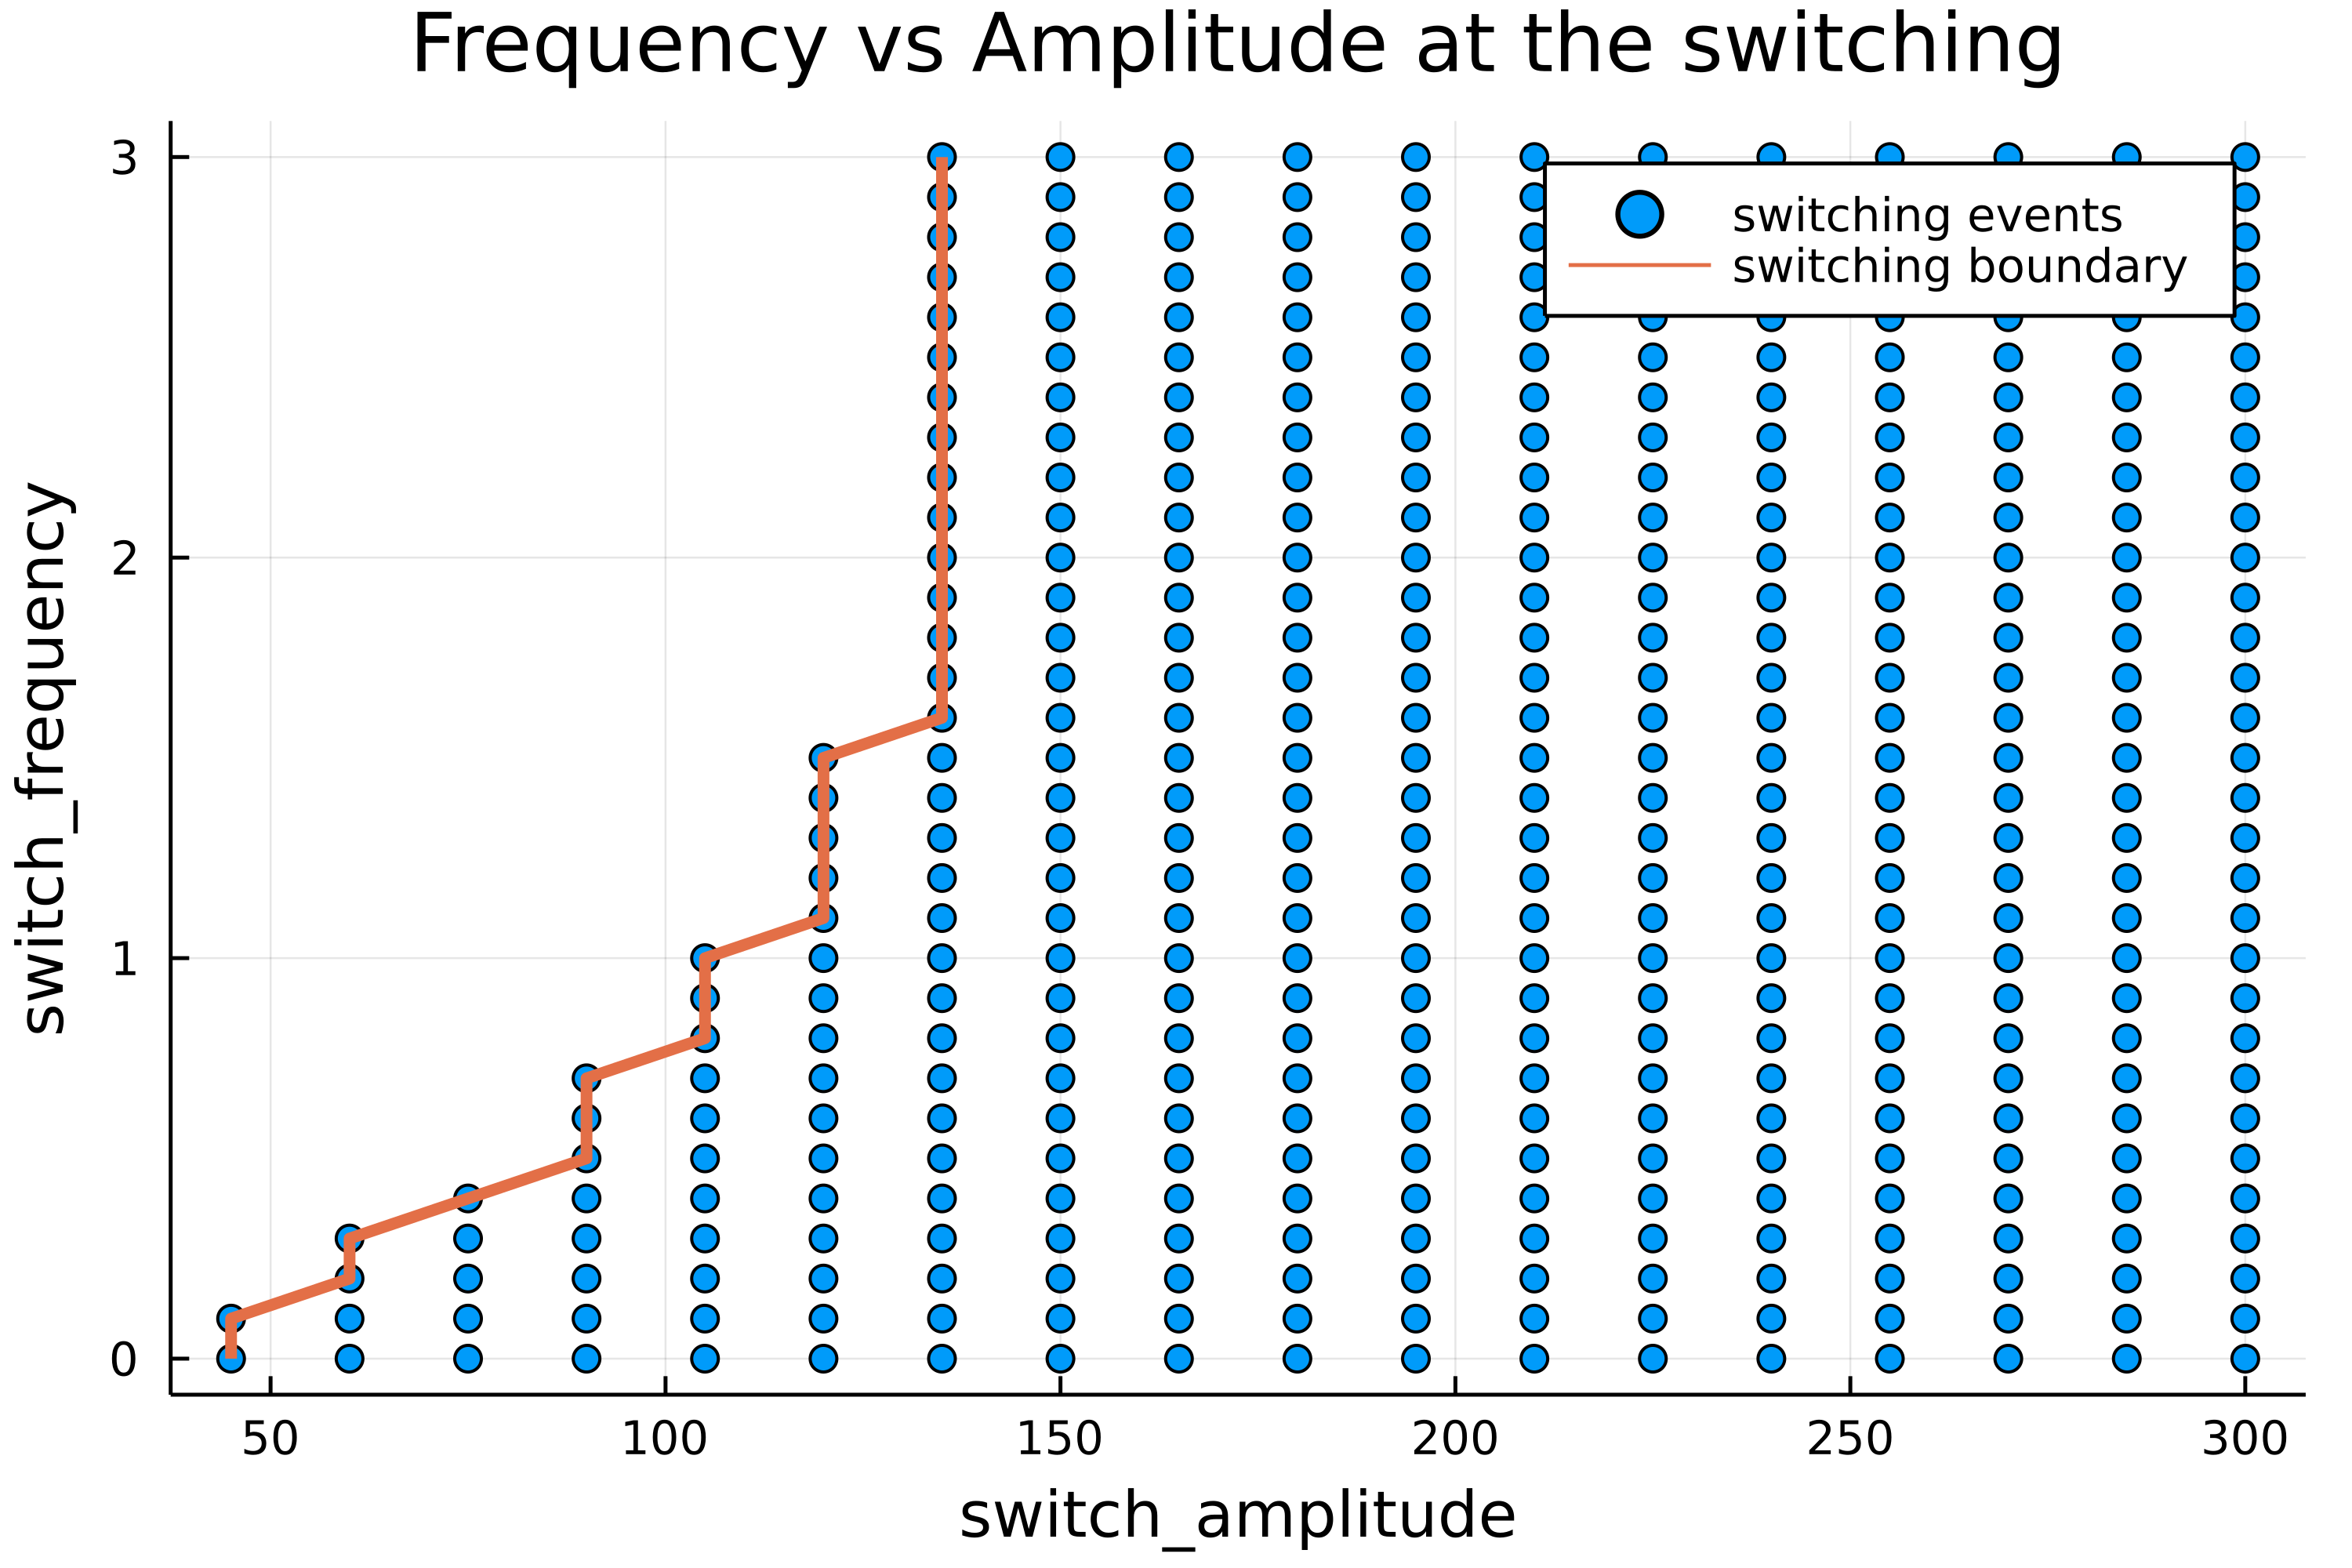 Frequency vs Amplitude at the switching
switching events
switching boundary
switch_frequency
3
2
1
0
50 100 150 200 250 300
switch_amplitude